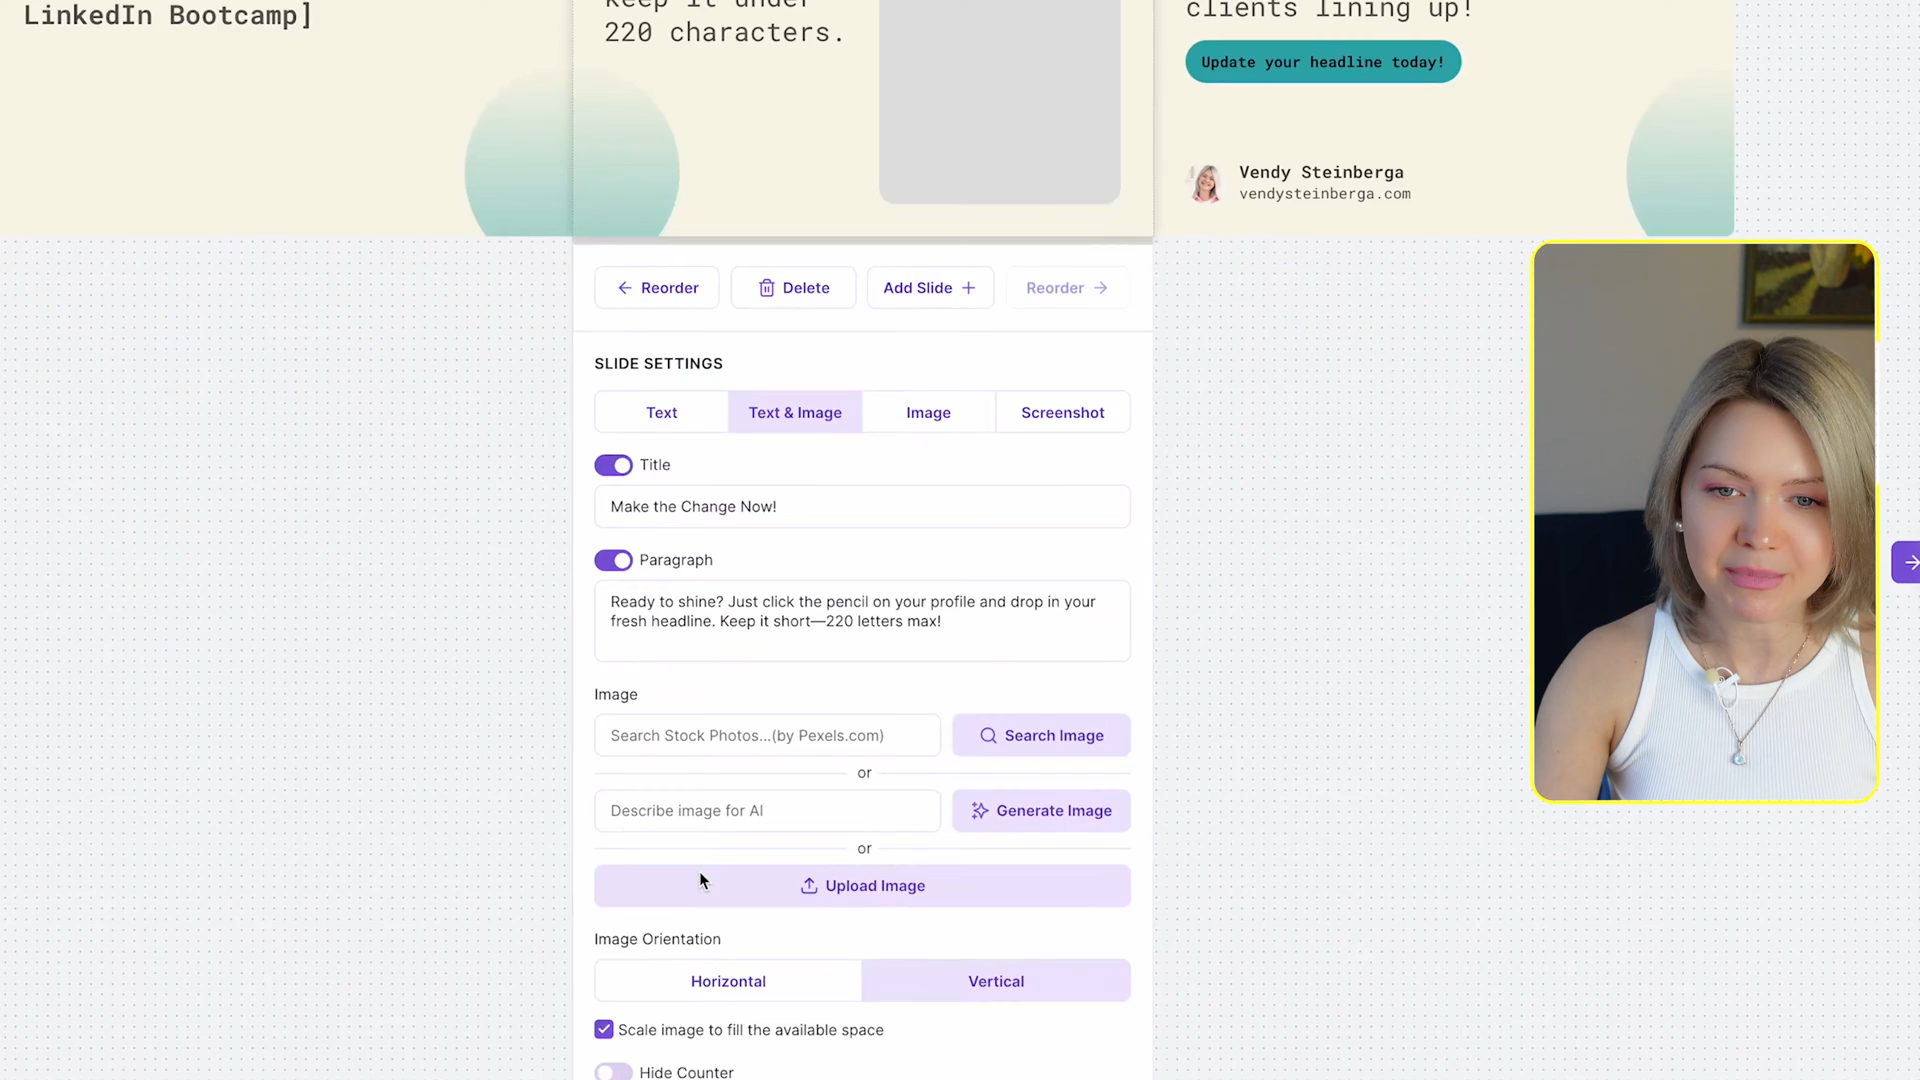 LinkedIn Bootcamp]
keep it under
220 characters.
clients lining up!
Update your headline today!
Vendy Steinberga
vendysteinberga.com
Reorder
Delete
Add Slide
Reorder
SLIDE SETTINGS
Text
Text & Image
Image
Screenshot
Title
Make the Change Now!
Paragraph
Ready to shine? Just click the pencil on your profile and drop in your
fresh headline. Keep it short—220 letters max!
Image
Search Stock Photos...(by Pexels.com)
Search Image
or
Describe image for AI
Generate Image
or
Upload Image
Image Orientation
Horizontal
Vertical
Scale image to fill the available space
Hide Counter